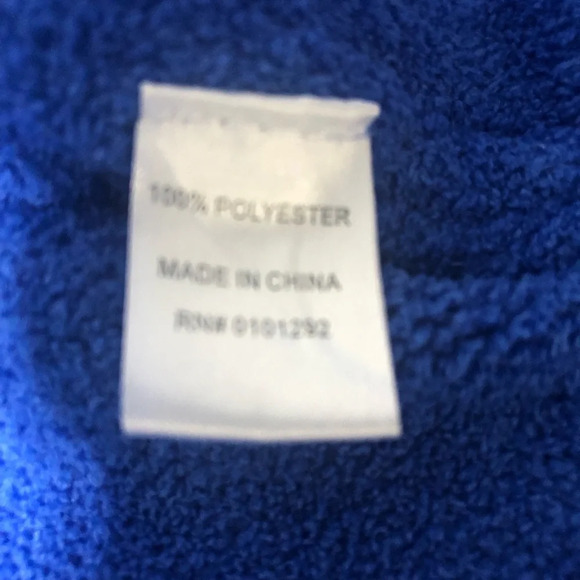 100% POLYESTER
MADE IN CHINA
RN# 0101292